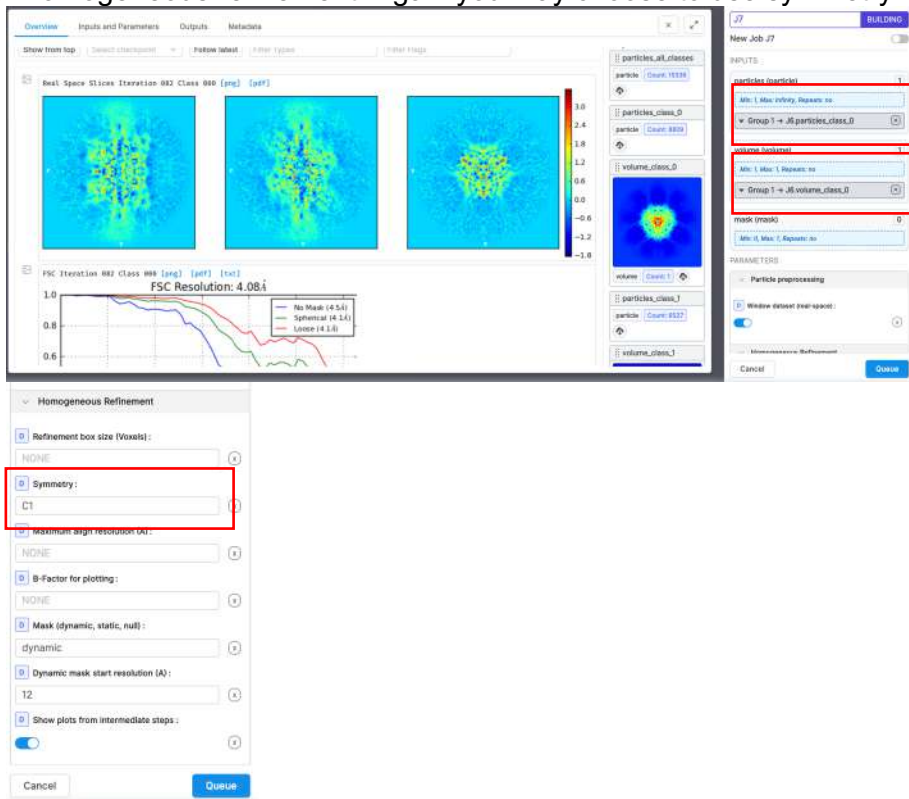 Overview Inputs and Parameters Outputs Metadata
Show from top Select checkpoint Follow latest Filter Types Filter Flags
Real Space Slices Iteration 002 Class 000 [png] [pdf]
3.0
2.4
1.8
1.2
0.6
0.0
−0.6
−1.2
−1.8
FSC Iteration 002 Class 000 [png] [pdf] [txt]
FSC Resolution: 4.08Å
1.0
0.8
0.6
No Mask (4.5Å)
Spherical (4.1Å)
Loose (4.1Å)
particles_all_classes
particle
particles_class_0
particle
volume_class_0
volume Count: 1
particles_class_1
particle
volume_class_1
J7 BUILDING
New Job J7
INPUTS
particles (particle) 1
Min: 1, Max: Infinity, Repeats: no
Group 1 → J6.particles_class_0
volume (volume) 1
Min: 1, Max: 1, Repeats: no
Group 1 → J6.volume_class_0
mask (mask) 0
Min: 0, Max: 1, Repeats: no
PARAMETERS
Particle preprocessing
D Window dataset (real-space) :
Homogeneous Refinement
Cancel Queue
Homogeneous Refinement
D Refinement box size (Voxels) :
NONE
D Symmetry :
C1
D Maximum align resolution (A) :
NONE
D B-Factor for plotting :
NONE
D Mask (dynamic, static, null) :
dynamic
D Dynamic mask start resolution (A) :
12
D Show plots from intermediate steps :
Cancel Queue